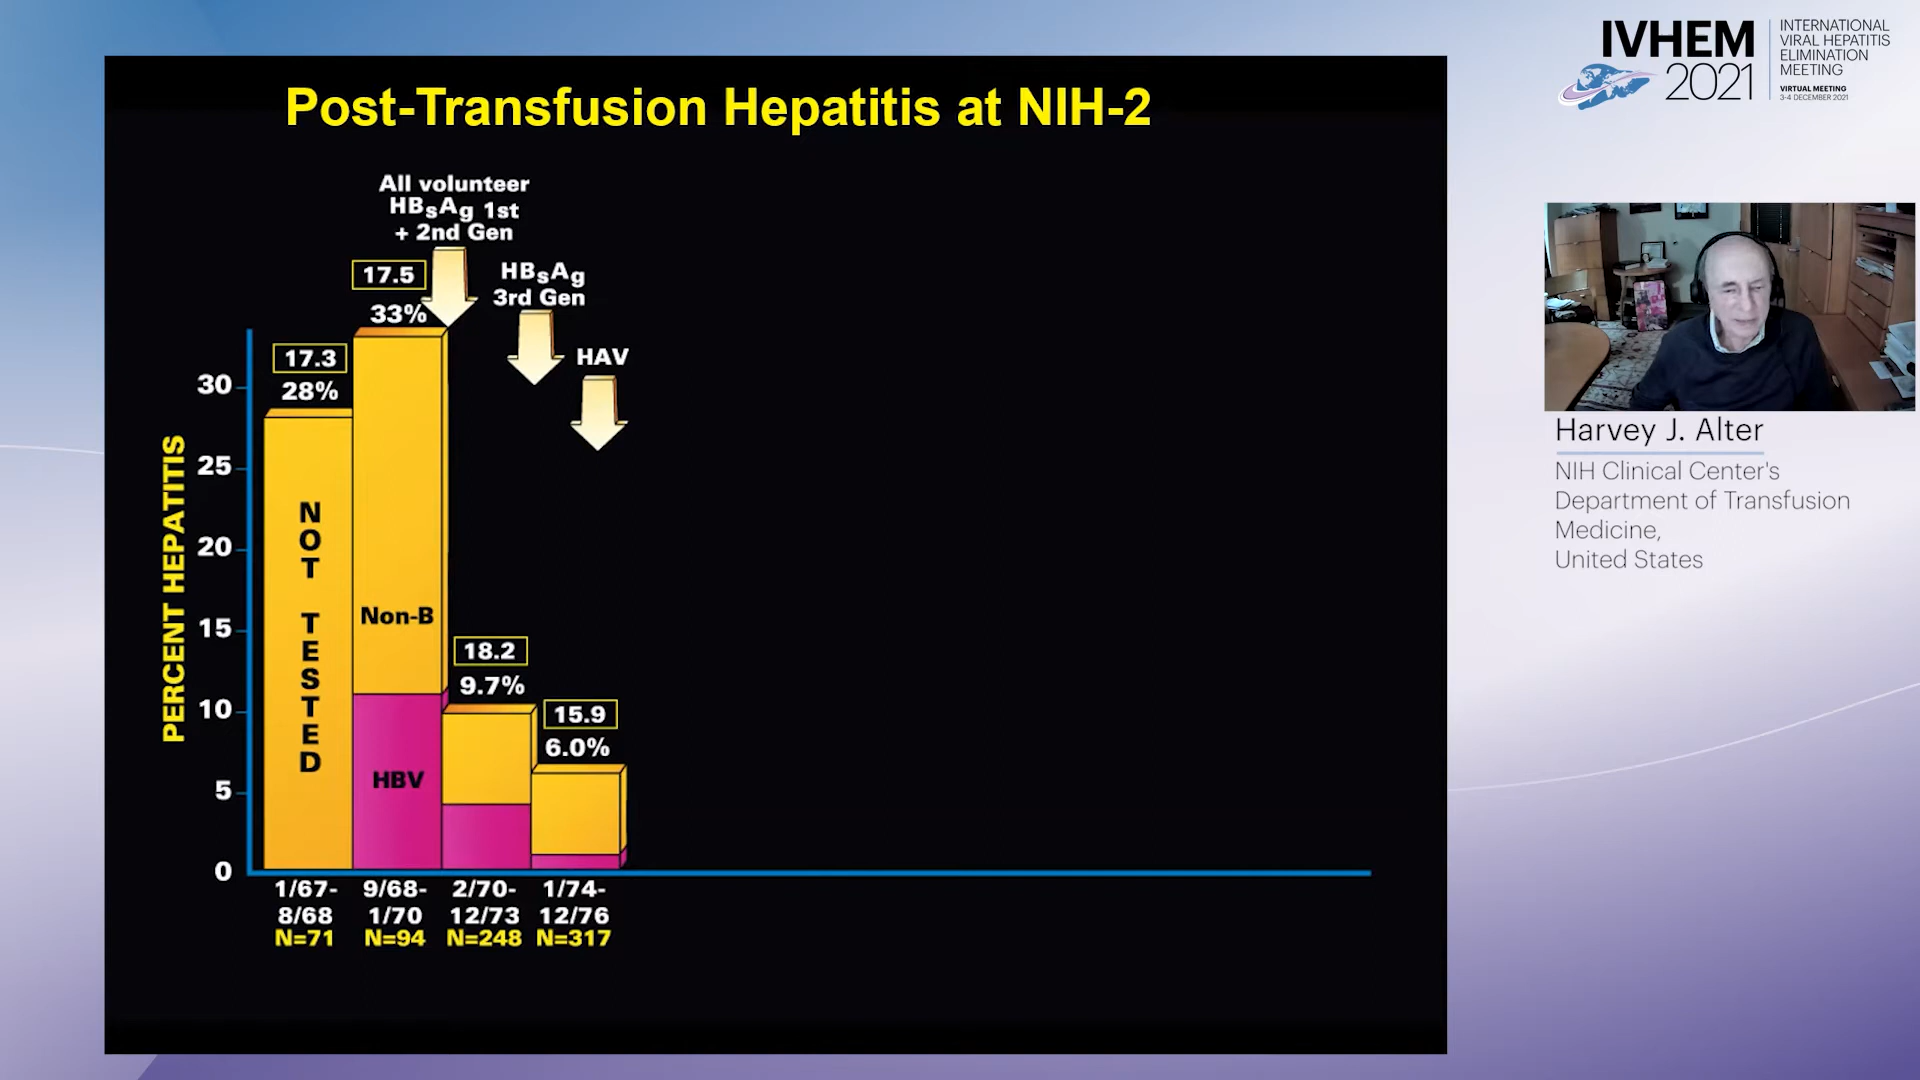 Post-Transfusion Hepatitis at NIH-2
All volunteer
HBsAg 1st
+ 2nd Gen
17.5
33%
HBsAg
3rd Gen
HAV
17.3
28%
PERCENT HEPATITIS
30
25
20
15
10
5
0
NOT TESTED
Non-B
HBV
18.2
9.7%
15.9
6.0%
1/67-
8/68
N=71
9/68-
1/70
N=94
2/70-
12/73
N=248
1/74-
12/76
N=317
IVHEM
2021
INTERNATIONAL
VIRAL HEPATITIS
ELIMINATION
MEETING
VIRTUAL MEETING
3-4 DECEMBER 2021
Harvey J. Alter
NIH Clinical Center's
Department of Transfusion
Medicine,
United States